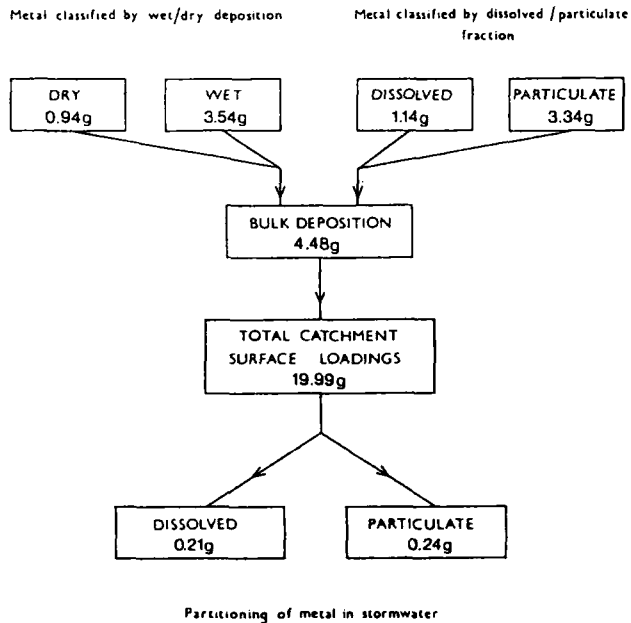 Metal classified by wet/dry deposition
Metal classified by dissolved/particulate
fraction
DRY
0.94g
WET
3.54g
DISSOLVED
1.14g
PARTICULATE
3.34g
BULK DEPOSITION
4.48g
TOTAL CATCHMENT
SURFACE LOADINGS
19.99g
DISSOLVED
0.21g
PARTICULATE
0.24g
Partitioning of metal in stormwater